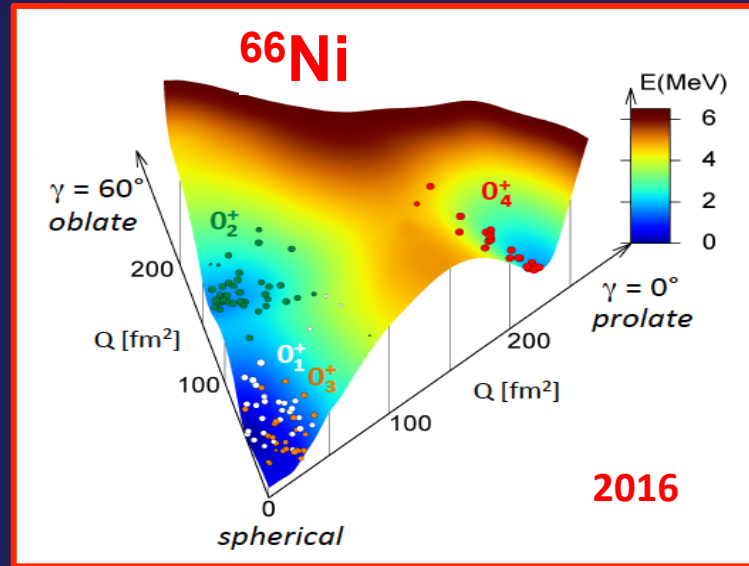 ⁶⁶Ni
E(MeV)
6
4
2
0
γ = 60°
oblate
200
Q [fm²]
100
0⁺₂
0⁺₁
0⁺₃
0⁺₄
γ = 0°
prolate
200
Q [fm²]
100
0
spherical
2016